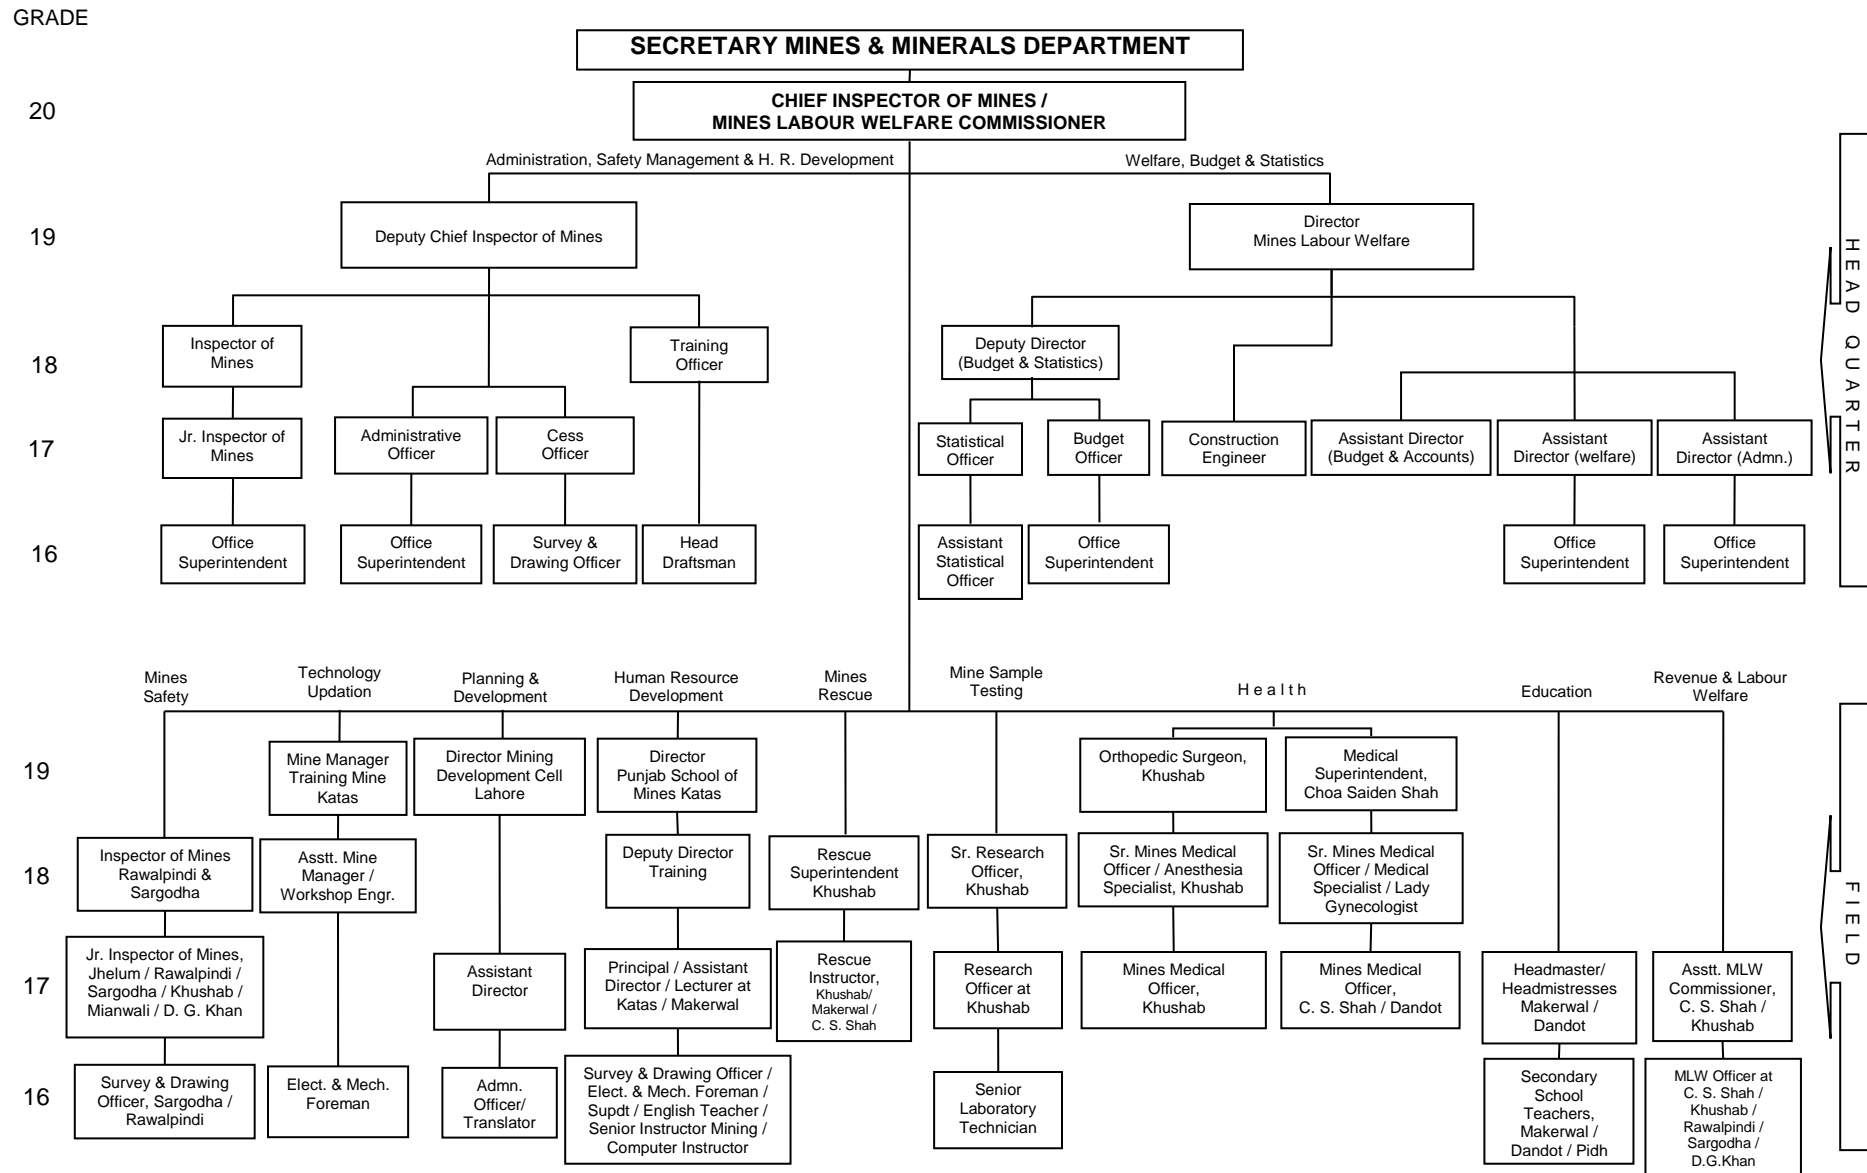 GRADE
SECRETARY MINES & MINERALS DEPARTMENT
20
CHIEF INSPECTOR OF MINES /
MINES LABOUR WELFARE COMMISSIONER
Administration, Safety Management & H. R. Development
Welfare, Budget & Statistics
19
Deputy Chief Inspector of Mines
Director
Mines Labour Welfare
18
Inspector of
Mines
Training
Officer
Deputy Director
(Budget & Statistics)
17
Jr. Inspector of
Mines
Administrative
Officer
Cess
Officer
Statistical
Officer
Budget
Officer
Construction
Engineer
Assistant Director
(Budget & Accounts)
Assistant
Director (welfare)
Assistant
Director (Admn.)
16
Office
Superintendent
Office
Superintendent
Survey &
Drawing Officer
Head
Draftsman
Assistant
Statistical
Officer
Office
Superintendent
Office
Superintendent
Office
Superintendent
HEAD QUARTER
Mines
Safety
Technology
Updation
Planning &
Development
Human Resource
Development
Mines
Rescue
Mine Sample
Testing
Health
Education
Revenue & Labour
Welfare
19
Mine Manager
Training Mine
Katas
Director Mining
Development Cell
Lahore
Director
Punjab School of
Mines Katas
Orthopedic Surgeon,
Khushab
Medical
Superintendent,
Choa Saiden Shah
18
Inspector of Mines
Rawalpindi &
Sargodha
Asstt. Mine
Manager /
Workshop Engr.
Deputy Director
Training
Rescue
Superintendent
Khushab
Sr. Research
Officer,
Khushab
Sr. Mines Medical
Officer / Anesthesia
Specialist, Khushab
Sr. Mines Medical
Officer / Medical
Specialist / Lady
Gynecologist
17
Jr. Inspector of Mines,
Jhelum / Rawalpindi /
Sargodha / Khushab /
Mianwali / D. G. Khan
Assistant
Director
Principal / Assistant
Director / Lecturer at
Katas / Makerwal
Rescue
Instructor,
Khushab/
Makerwal /
C. S. Shah
Research
Officer at
Khushab
Mines Medical
Officer,
Khushab
Mines Medical
Officer,
C. S. Shah / Dandot
Headmaster/
Headmistresses
Makerwal /
Dandot
Asstt. MLW
Commissioner,
C. S. Shah /
Khushab
16
Survey & Drawing
Officer, Sargodha /
Rawalpindi
Elect. & Mech.
Foreman
Admn.
Officer/
Translator
Survey & Drawing Officer /
Elect. & Mech. Foreman /
Supdt / English Teacher /
Senior Instructor Mining /
Computer Instructor
Senior
Laboratory
Technician
Secondary
School
Teachers,
Makerwal /
Dandot / Pidh
MLW Officer at
C. S. Shah /
Khushab /
Rawalpindi /
Sargodha /
D.G.Khan
FIELD